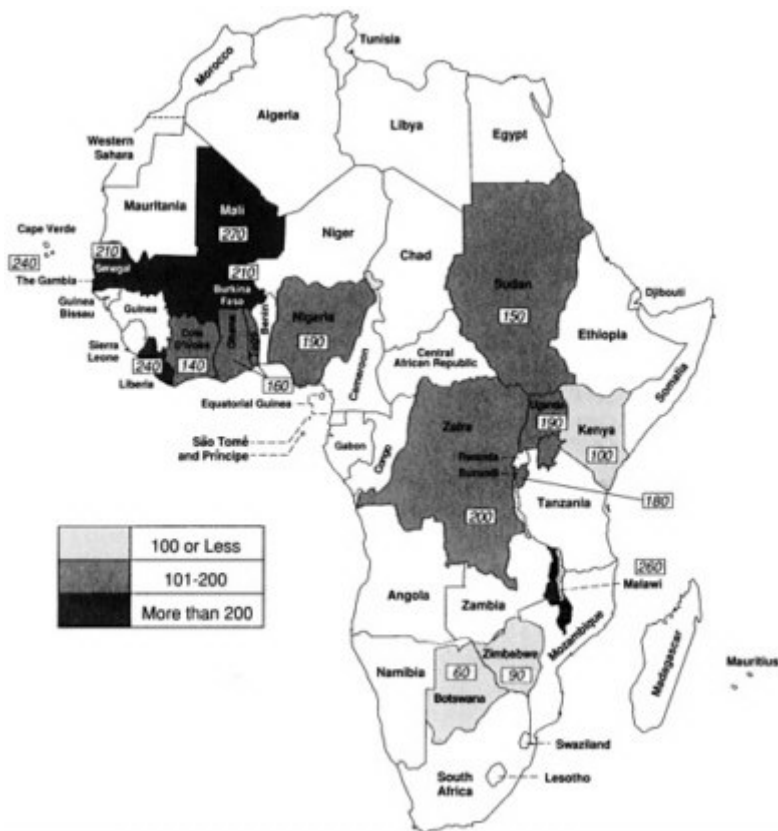 Tunisia
Morocco
Algeria
Libya
Egypt
Western
Sahara
Mauritania
Mali
270
Niger
Chad
Sudan
150
Cape Verde
240
210
Senegal
The Gambia
Guinea
Bissau
Guinea
Sierra
Leone
240
Liberia
Cote
D'Ivoire
140
210
Burkina
Faso
Ghana
Togo
160
Benin
Nigeria
190
Cameroon
Central
African Republic
Djibouti
Ethiopia
Somalia
Equatorial Guinea
São Tomé
and Príncipe
Gabon
Congo
Zaire
200
Uganda
190
Kenya
100
Rwanda
Burundi
180
Tanzania
100 or Less
101-200
More than 200
Angola
Zambia
260
Malawi
Mozambique
Zimbabwe
90
60
Botswana
Namibia
Madagascar
Mauritius
Swaziland
South
Africa
Lesotho